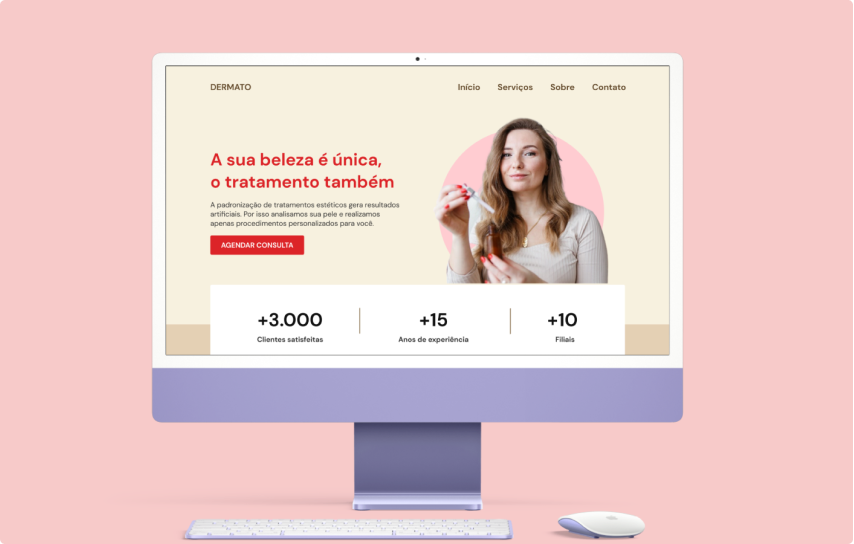 DERMATO
Início Serviços Sobre Contato
A sua beleza é única,
o tratamento também
A padronização de tratamentos estéticos gera resultados
artificiais. Por isso analisamos sua pele e realizamos
apenas procedimentos personalizados para você.
AGENDAR CONSULTA
+3.000
Clientes satisfeitas
+15
Anos de experiência
+10
Filiais